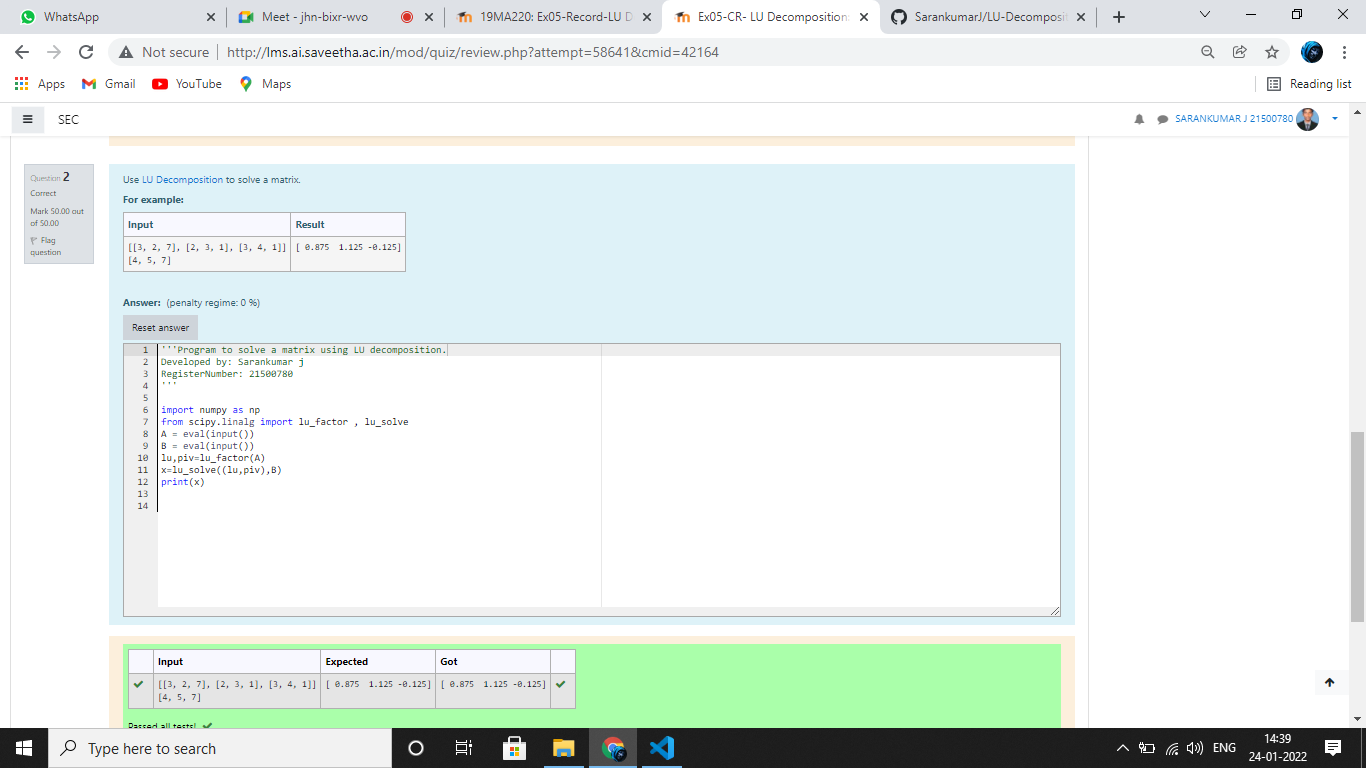 WhatsApp
Meet - jhn-bixr-wvo
19MA220: Ex05-Record-LU D
Ex05-CR- LU Decomposition:
SarankumarJ/LU-Decomposit
Not secure
http://lms.ai.saveetha.ac.in/mod/quiz/review.php?attempt=58641&cmid=42164
Apps
Gmail
YouTube
Maps
Reading list
SEC
SARANKUMAR J 21500780
Question 2
Correct
Mark 50.00 out
of 50.00
Flag
question
Use LU Decomposition to solve a matrix.
For example:
Input Result
[[3, 2, 7], [2, 3, 1], [3, 4, 1]] [ 0.875  1.125 -0.125]
[4, 5, 7]
Answer: (penalty regime: 0 %)
Reset answer
1 '''Program to solve a matrix using LU decomposition.
2 Developed by: Sarankumar j
3 RegisterNumber: 21500780
4 '''
5
6 import numpy as np
7 from scipy.linalg import lu_factor , lu_solve
8 A = eval(input())
9 B = eval(input())
10 lu,piv=lu_factor(A)
11 x=lu_solve((lu,piv),B)
12 print(x)
13
14
Input Expected Got
[[3, 2, 7], [2, 3, 1], [3, 4, 1]] [ 0.875  1.125 -0.125] [ 0.875  1.125 -0.125]
[4, 5, 7]
Passed all tests!
Type here to search
ENG
14:39
24-01-2022